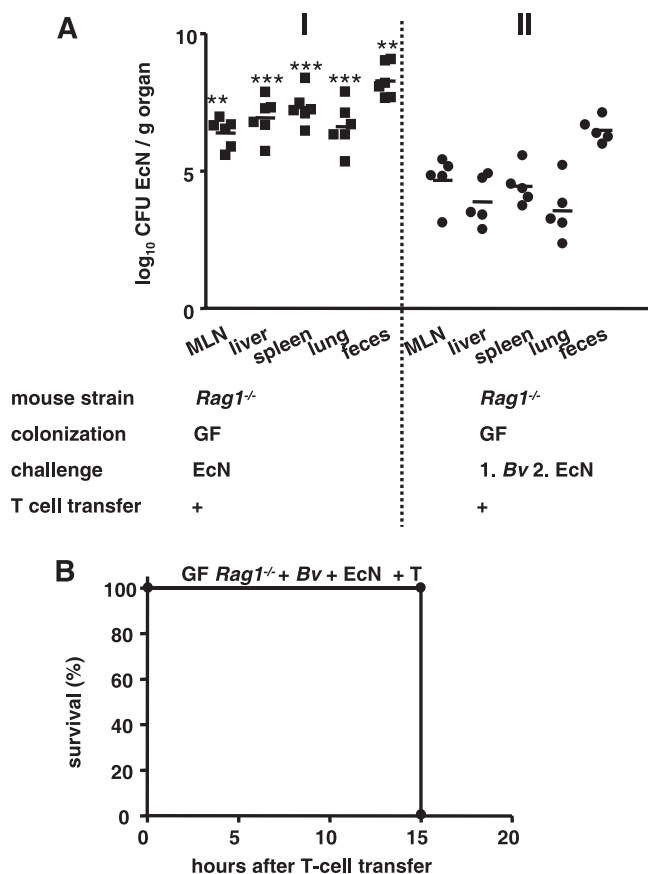 A
I
II
10
5
0
log10 CFU EcN / g organ
**
***
***
***
**
MLN
liver
spleen
lung
feces
MLN
liver
spleen
lung
feces
mouse strain Rag1-/- Rag1-/-
colonization GF GF
challenge EcN 1. Bv 2. EcN
T cell transfer + +
B
GF Rag1-/- + Bv + EcN + T
100
80
60
40
20
0
survival (%)
0 5 10 15 20
hours after T-cell transfer